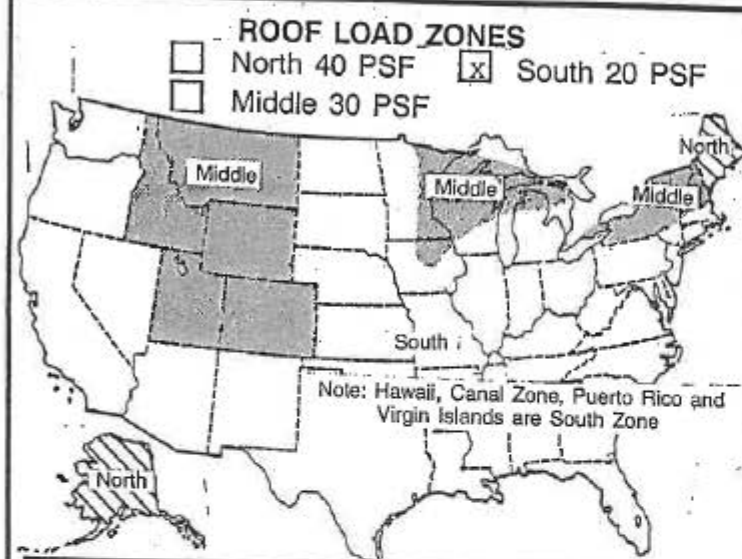 ROOF LOAD ZONES
North 40 PSF X South 20 PSF
Middle 30 PSF
North
Middle
Middle
Middle
South
Note: Hawaii, Canal Zone, Puerto Rico and
Virgin Islands are South Zone
North